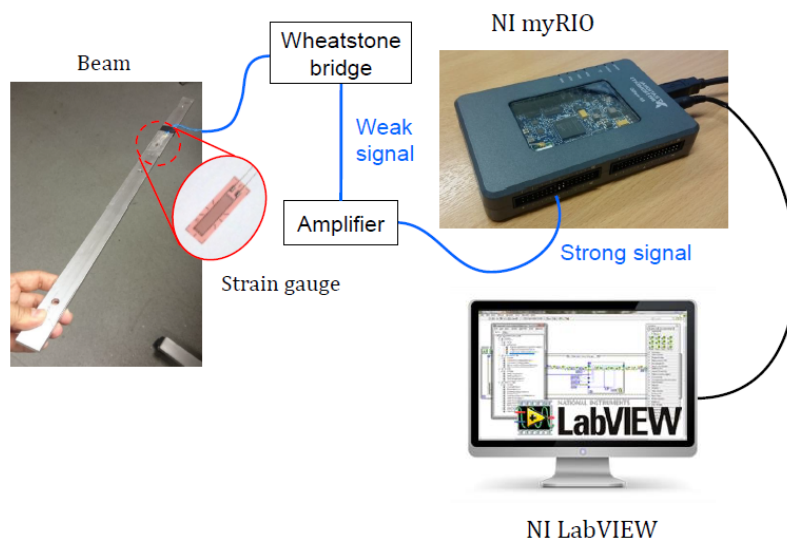 NI myRIO
Beam
Wheatstone
bridge
Weak
signal
Amplifier
Strong signal
Strain gauge
NATIONAL INSTRUMENTS
LabVIEW
NI LabVIEW